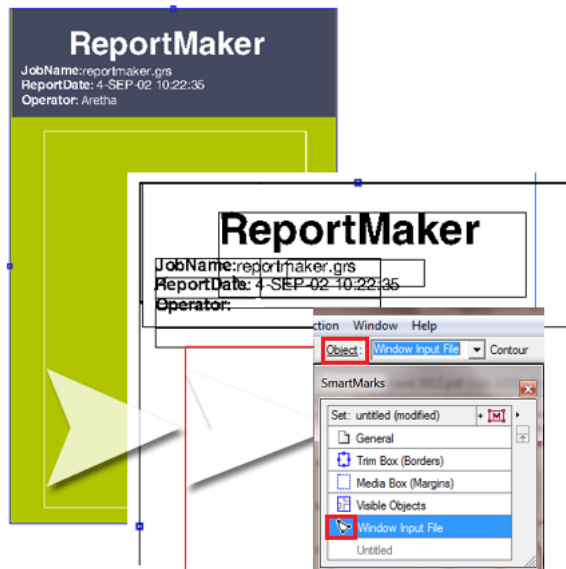 ReportMaker
JobName:reportmaker.grs
ReportDate: 4-SEP-02 10:22:35
Operator: Aretha
ReportMaker
JobName:reportmaker.grs
ReportDate: 4-SEP-02 10:22:35
Operator:
ction Window Help
Object: Window Input File Contour
SmartMarks
Set: untitled (modified) + [M]
General
Trim Box (Borders)
Media Box (Margins)
Visible Objects
Window Input File
Untitled